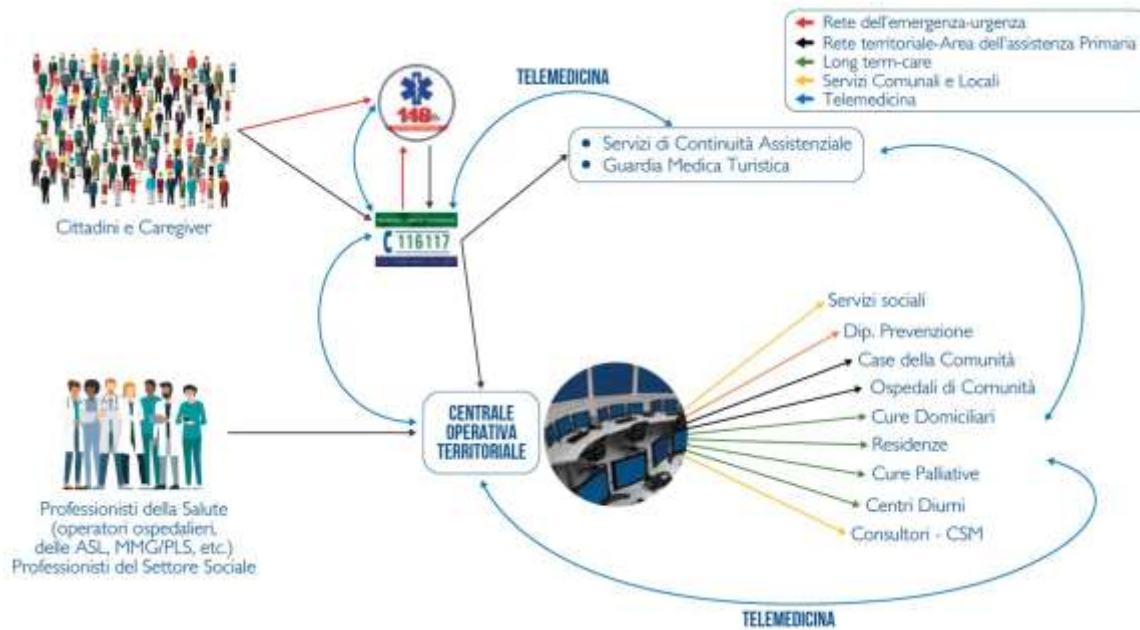 Rete dell'emergenza-urgenza
Rete territoriale-Area dell'assistenza Primaria
Long term-care
Servizi Comunali e Locali
Telemedicina
TELEMEDICINA
118
• Servizi di Continuità Assistenziale
• Guardia Medica Turistica
Cittadini e Caregiver
116117
Servizi sociali
Dip. Prevenzione
Case della Comunità
Ospedali di Comunità
Cure Domiciliari
Residenze
Cure Palliative
Centri Diurni
Consultori - CSM
CENTRALE
OPERATIVA
TERRITORIALE
Professionisti della Salute
(operatori ospedalieri,
delle ASL, MMG/PLS, etc.)
Professionisti del Settore Sociale
TELEMEDICINA